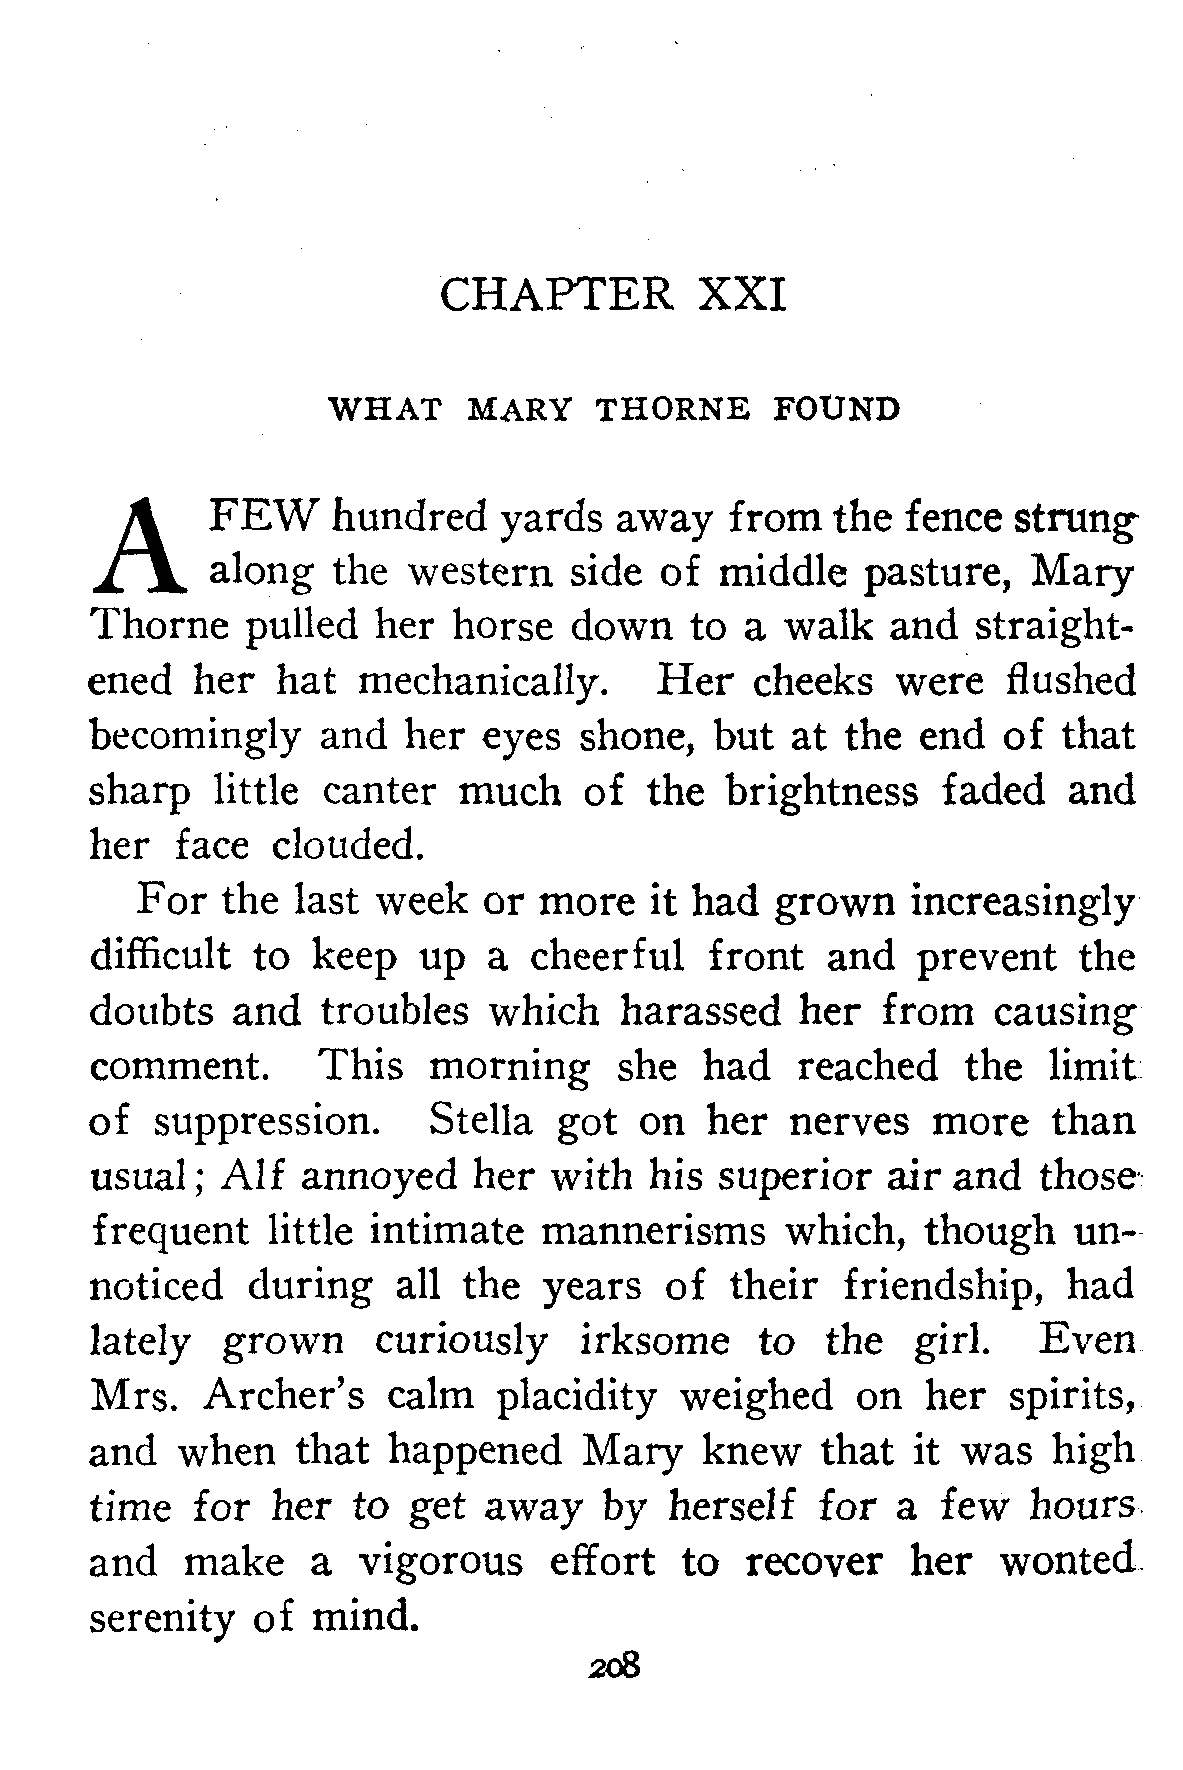 CHAPTER XXI
WHAT MARY THORNE FOUND
A FEW hundred yards away from the fence strung
along the western side of middle pasture, Mary
Thorne pulled her horse down to a walk and straight-
ened her hat mechanically. Her cheeks were flushed
becomingly and her eyes shone, but at the end of that
sharp little canter much of the brightness faded and
her face clouded.
For the last week or more it had grown increasingly
difficult to keep up a cheerful front and prevent the
doubts and troubles which harassed her from causing
comment. This morning she had reached the limit
of suppression. Stella got on her nerves more than
usual; Alf annoyed her with his superior air and those
frequent little intimate mannerisms which, though un-
noticed during all the years of their friendship, had
lately grown curiously irksome to the girl. Even
Mrs. Archer's calm placidity weighed on her spirits,
and when that happened Mary knew that it was high
time for her to get away by herself for a few hours
and make a vigorous effort to recover her wonted
serenity of mind.
208